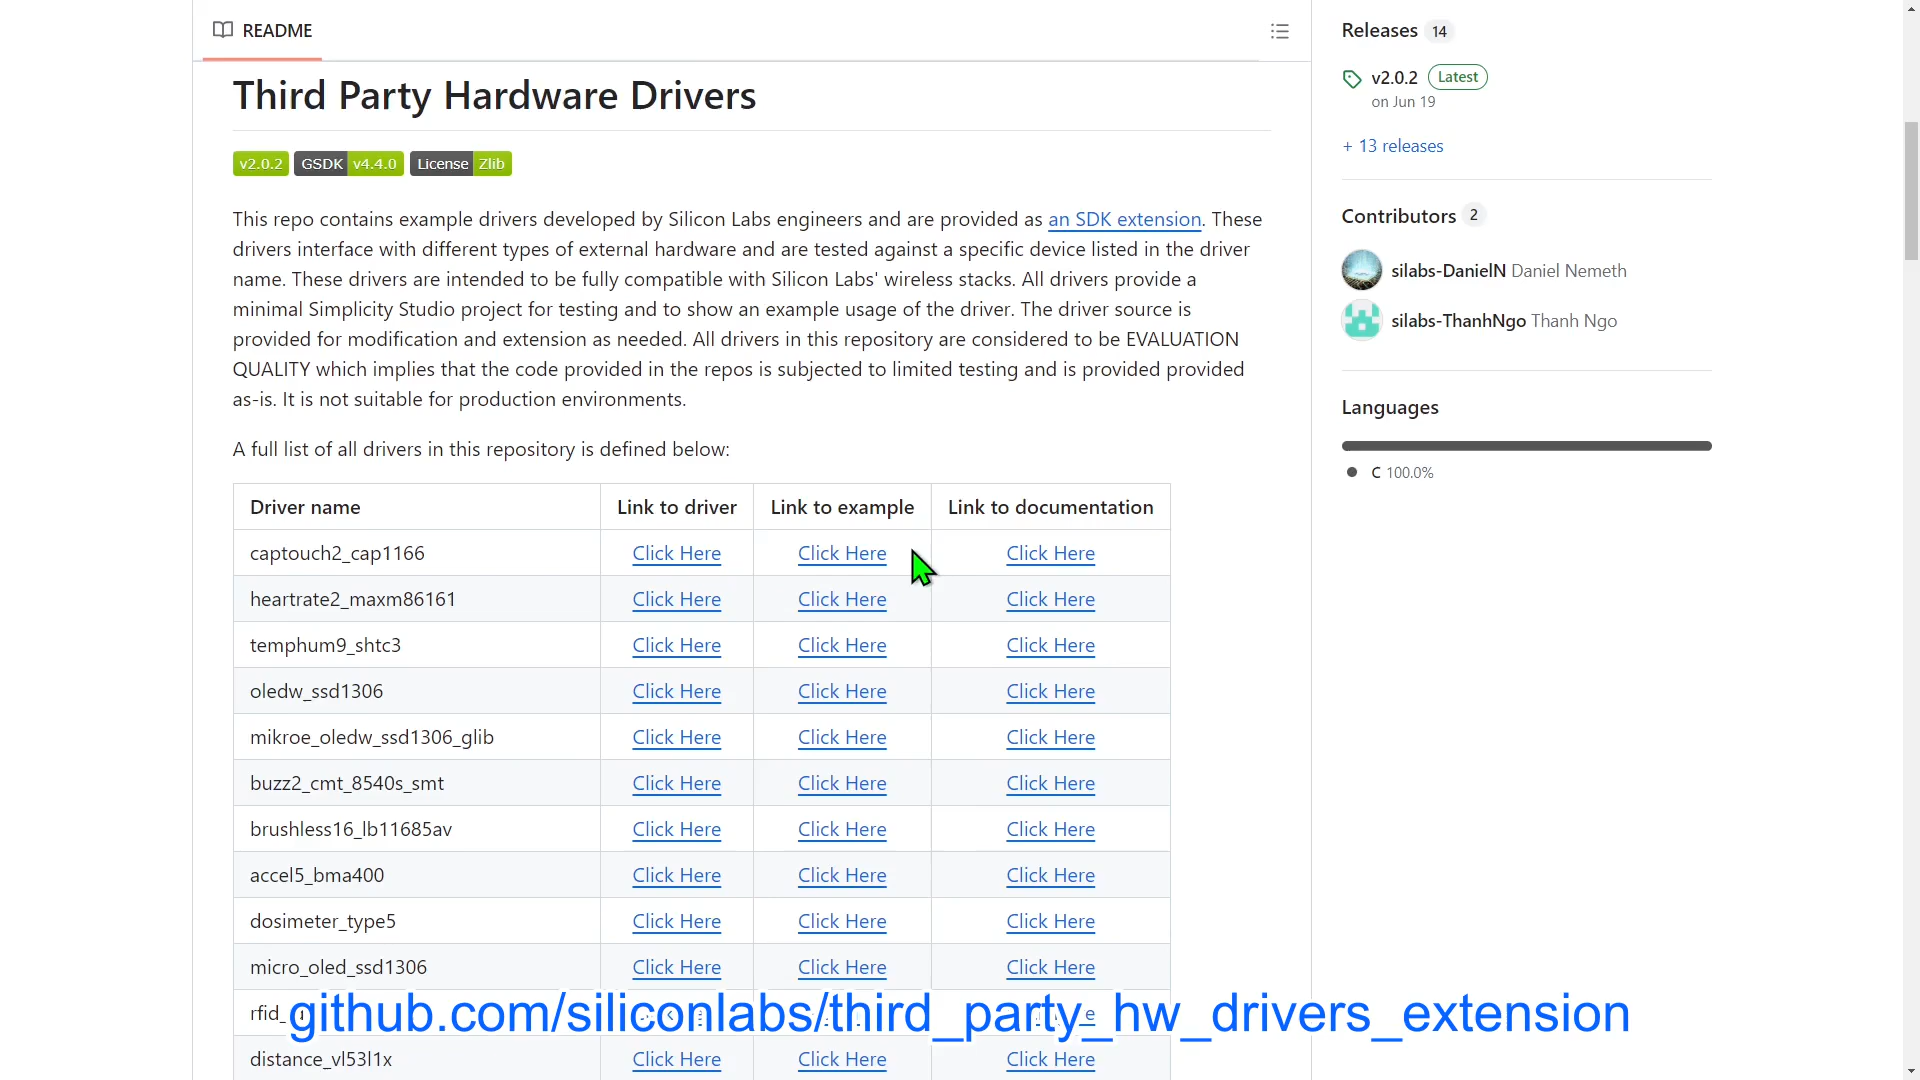 README
Third Party Hardware Drivers
v2.0.2 GSDK v4.4.0 License Zlib
This repo contains example drivers developed by Silicon Labs engineers and are provided as an SDK extension. These
drivers interface with different types of external hardware and are tested against a specific device listed in the driver
name. These drivers are intended to be fully compatible with Silicon Labs' wireless stacks. All drivers provide a
minimal Simplicity Studio project for testing and to show an example usage of the driver. The driver source is
provided for modification and extension as needed. All drivers in this repository are considered to be EVALUATION
QUALITY which implies that the code provided in the repos is subjected to limited testing and is provided provided
as-is. It is not suitable for production environments.
A full list of all drivers in this repository is defined below:
Driver name Link to driver Link to example Link to documentation
captouch2_cap1166 Click Here Click Here Click Here
heartrate2_maxm86161 Click Here Click Here Click Here
temphum9_shtc3 Click Here Click Here Click Here
oledw_ssd1306 Click Here Click Here Click Here
mikroe_oledw_ssd1306_glib Click Here Click Here Click Here
buzz2_cmt_8540s_smt Click Here Click Here Click Here
brushless16_lb11685av Click Here Click Here Click Here
accel5_bma400 Click Here Click Here Click Here
dosimeter_type5 Click Here Click Here Click Here
micro_oled_ssd1306 Click Here Click Here Click Here
github.com/siliconlabs/third_party_hw_drivers_extension
distance_vl53l1x Click Here Click Here Click Here
Releases 14
v2.0.2 Latest
on Jun 19
+ 13 releases
Contributors 2
silabs-DanielN Daniel Nemeth
silabs-ThanhNgo Thanh Ngo
Languages
C 100.0%